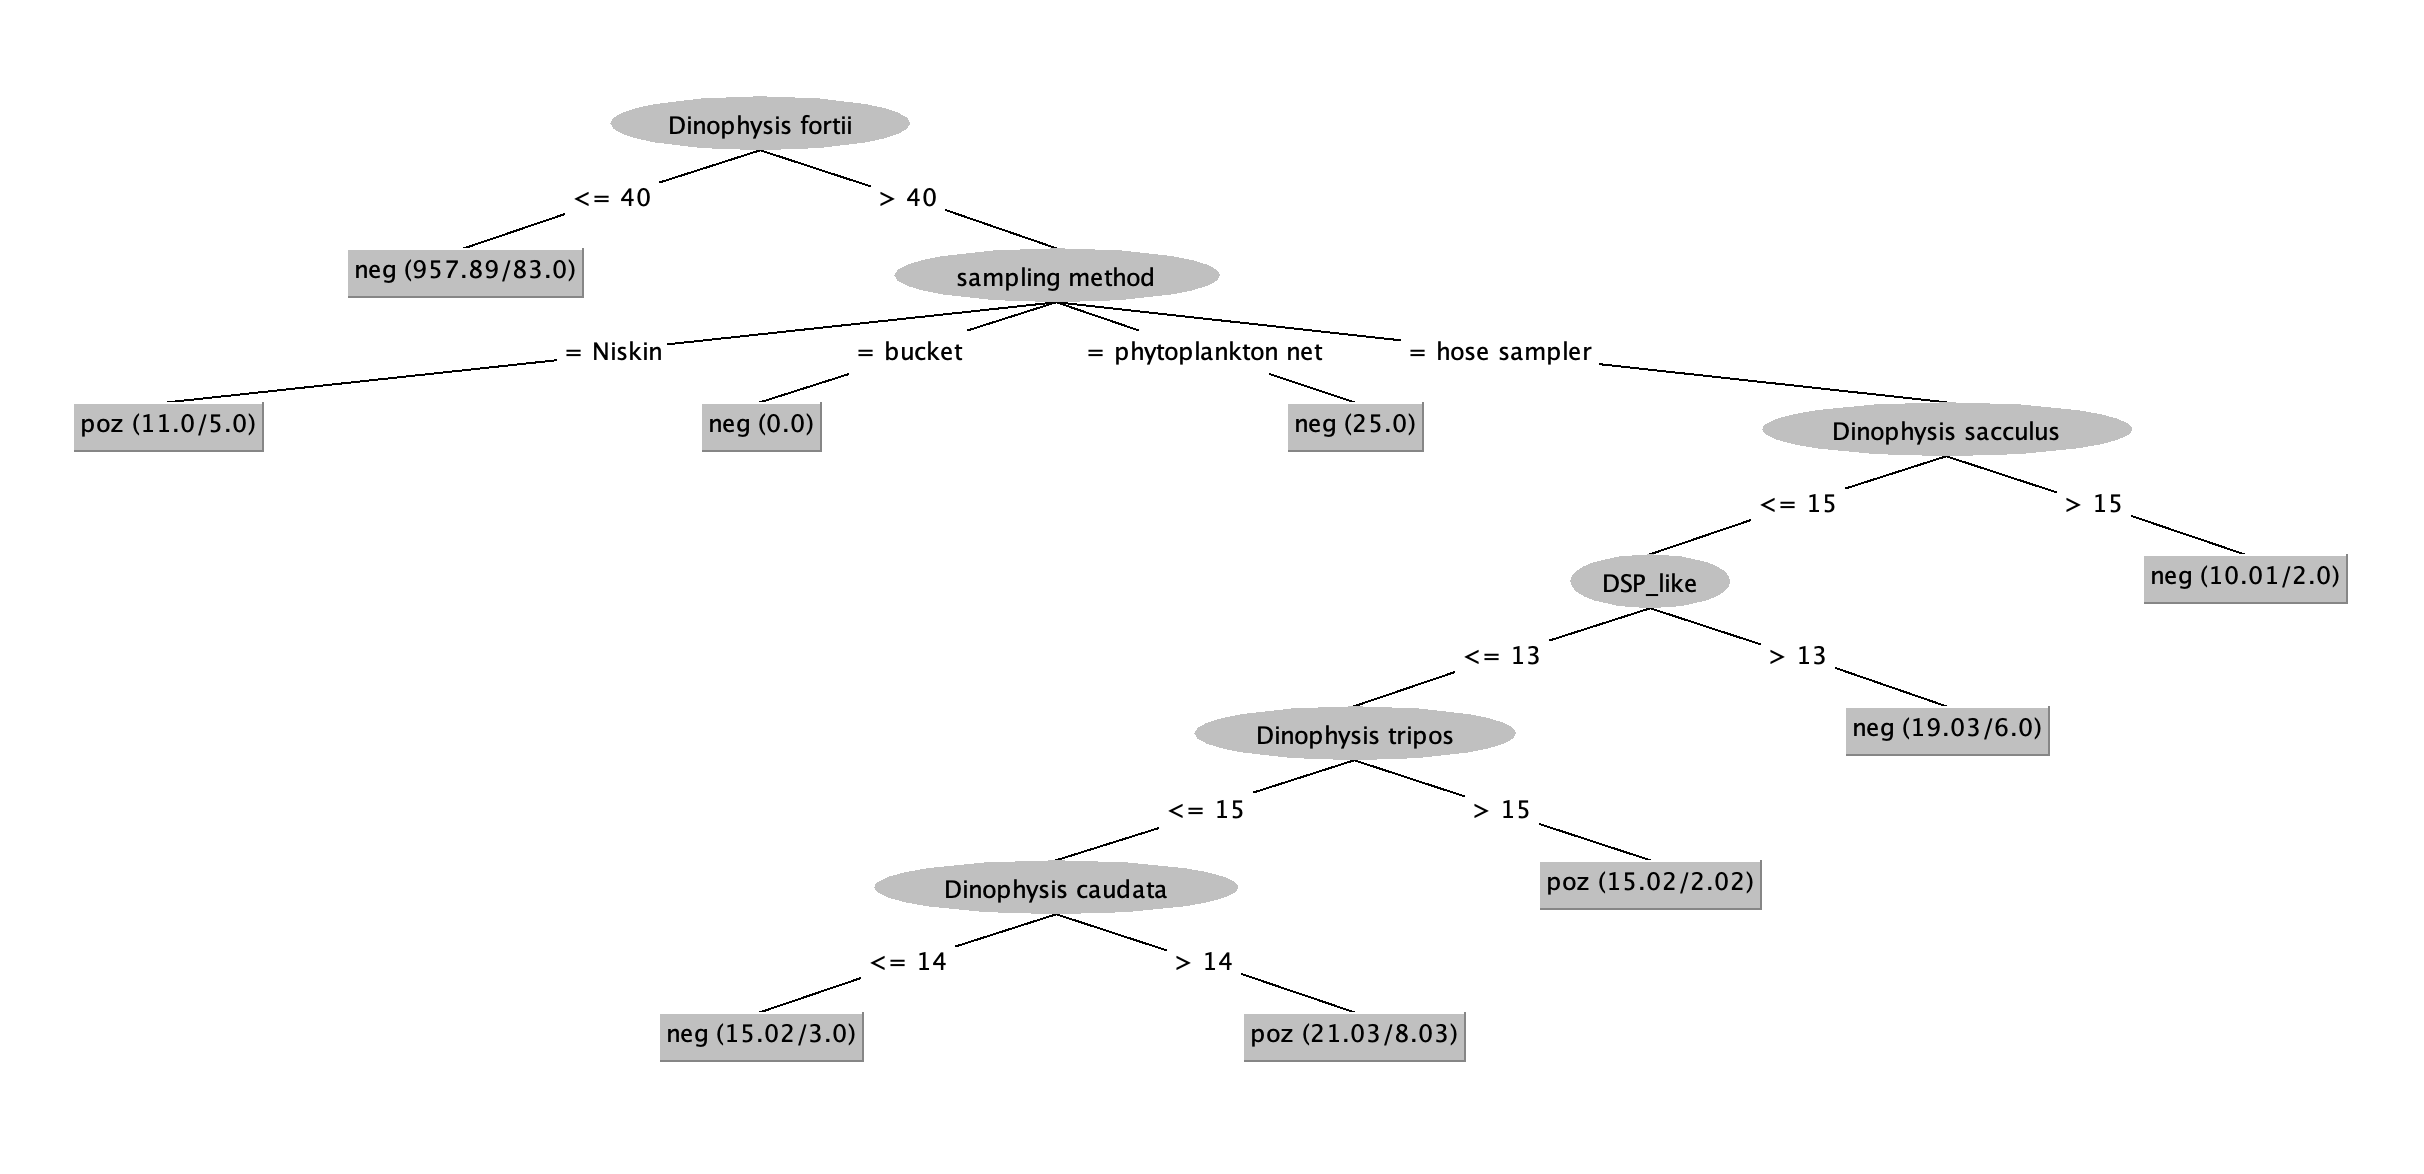 Dinophysis fortii
<= 40
> 40
neg (957.89/83.0)
sampling method
= Niskin
= bucket
= phytoplankton net
= hose sampler
poz (11.0/5.0)
neg (0.0)
neg (25.0)
Dinophysis sacculus
<= 15
> 15
DSP_like
neg (10.01/2.0)
<= 13
> 13
Dinophysis tripos
neg (19.03/6.0)
<= 15
> 15
Dinophysis caudata
poz (15.02/2.02)
<= 14
> 14
neg (15.02/3.0)
poz (21.03/8.03)